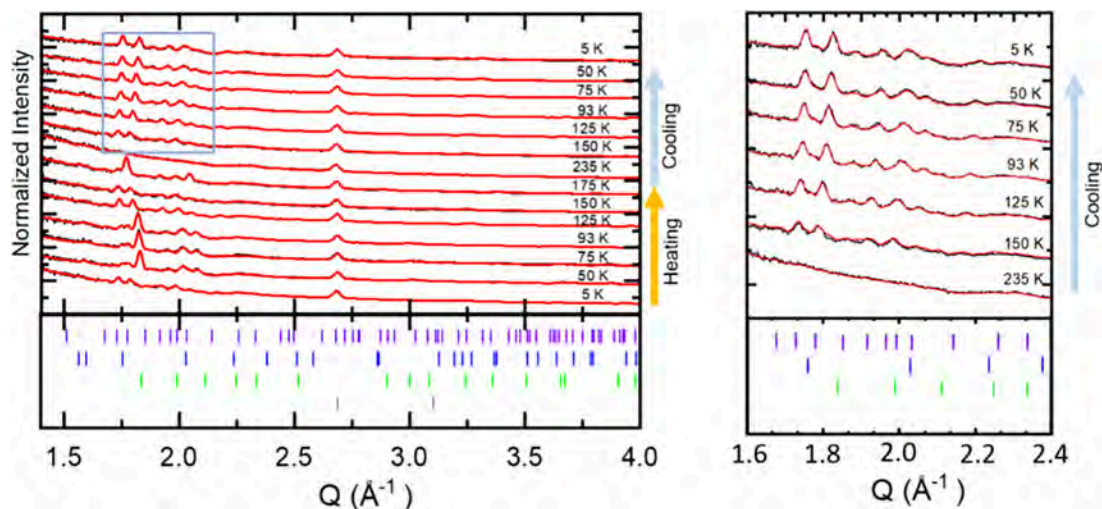 Normalized Intensity
5 K
50 K
75 K
93 K
125 K
150 K
235 K
175 K
150 K
125 K
93 K
75 K
50 K
5 K
Cooling
Heating
1.5 2.0 2.5 3.0 3.5 4.0
Q (Å⁻¹)
5 K
50 K
75 K
93 K
125 K
150 K
235 K
Cooling
1.6 1.8 2.0 2.2 2.4
Q (Å⁻¹)